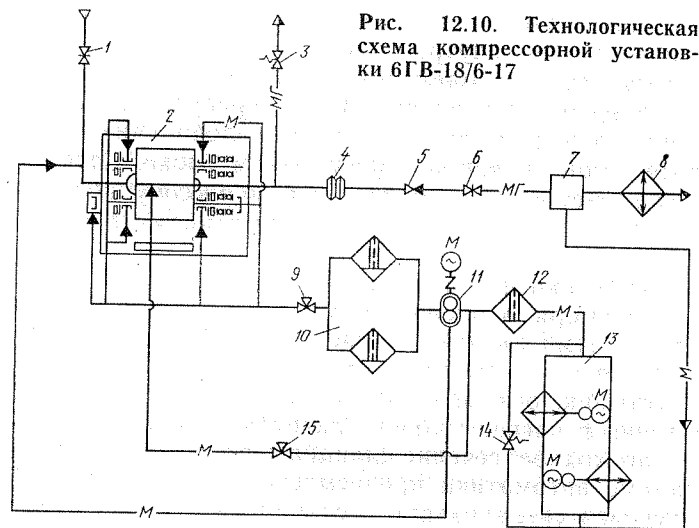 Рис. 12.10. Технологическая
схема компрессорной установ-
ки 6ГВ-18/6-17
1
3
2
М
МГ
4
5
6
7
8
МГ
М
9
11
12
М
10
13
М
М
15
14
М
М
М